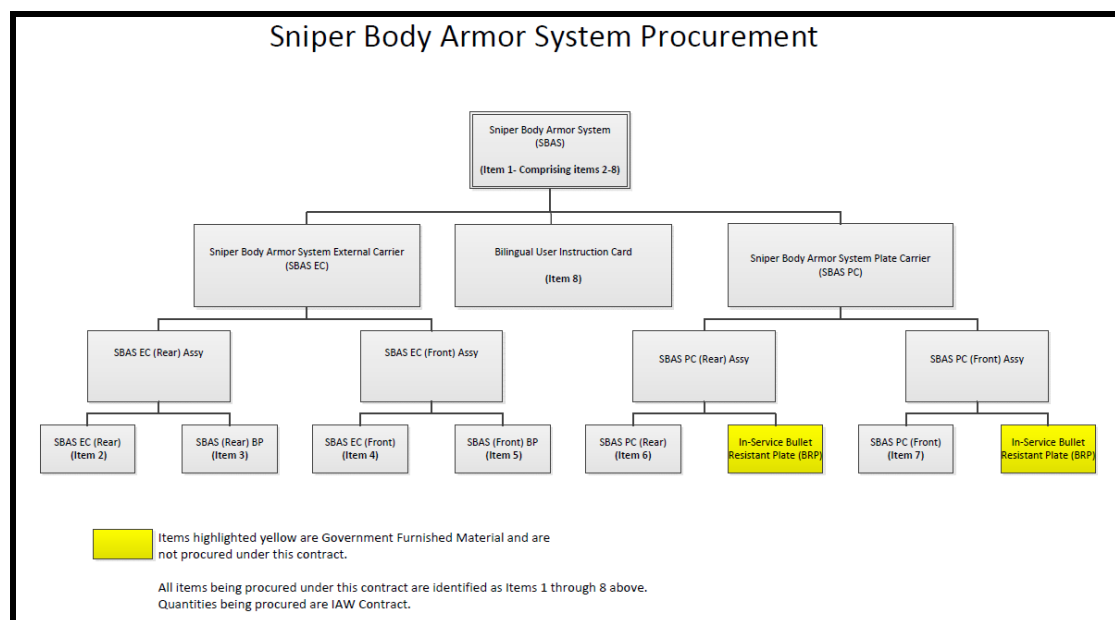 Sniper Body Armor System Procurement
Sniper Body Armor System
(SBAS)
(Item 1- Comprising items 2-8)
Sniper Body Armor System External Carrier
(SBAS EC)
Bilingual User Instruction Card
(Item 8)
Sniper Body Armor System Plate Carrier
(SBAS PC)
SBAS EC (Rear) Assy
SBAS EC (Front) Assy
SBAS PC (Rear) Assy
SBAS PC (Front) Assy
SBAS EC (Rear)
(Item 2)
SBAS (Rear) BP
(Item 3)
SBAS EC (Front)
(Item 4)
SBAS (Front) BP
(Item 5)
SBAS PC (Rear)
(Item 6)
In-Service Bullet
Resistant Plate (BRP)
SBAS PC (Front)
(Item 7)
In-Service Bullet
Resistant Plate (BRP)
Items highlighted yellow are Government Furnished Material and are
not procured under this contract.
All items being procured under this contract are identified as Items 1 through 8 above.
Quantities being procured are IAW Contract.